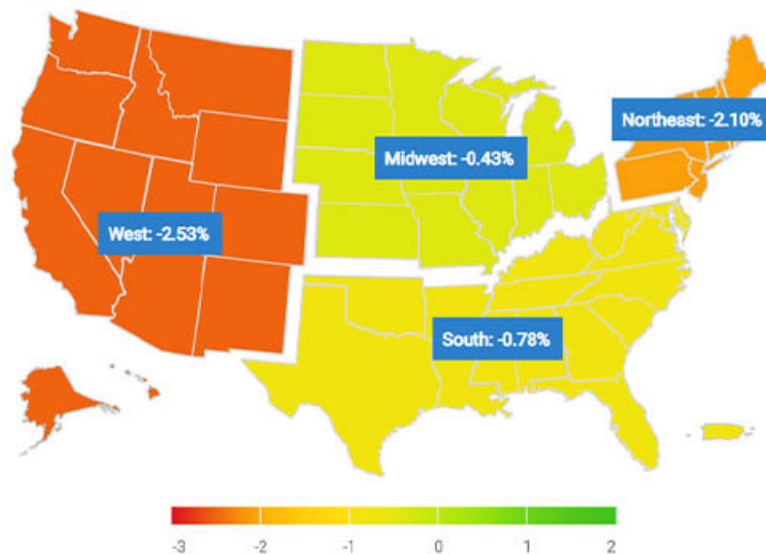 Northeast: -2.10%
Midwest: -0.43%
West: -2.53%
South: -0.78%
-3 -2 -1 0 1 2